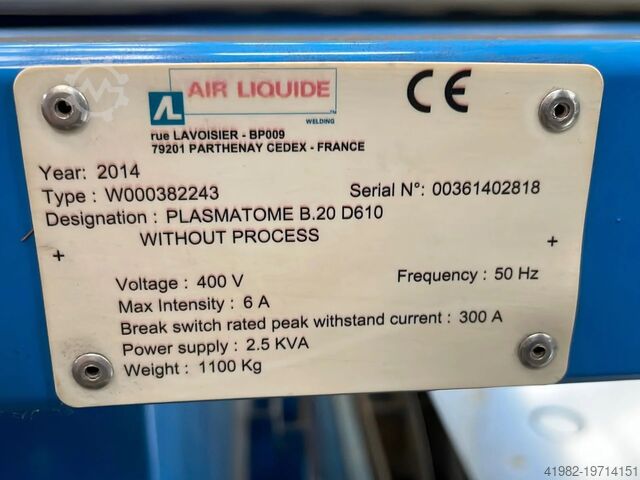 AIR LIQUIDE
AL
™
WELDING
CE
rue LAVOISIER - BP009
79201 PARTHENAY CEDEX - FRANCE
Year: 2014
Type : W000382243 Serial N°: 00361402818
Designation : PLASMATOME B.20 D610
WITHOUT PROCESS
+ +
Voltage : 400 V Frequency : 50 Hz
Max Intensity : 6 A
Break switch rated peak withstand current : 300 A
Power supply : 2.5 KVA
Weight : 1100 Kg
41982-19714151